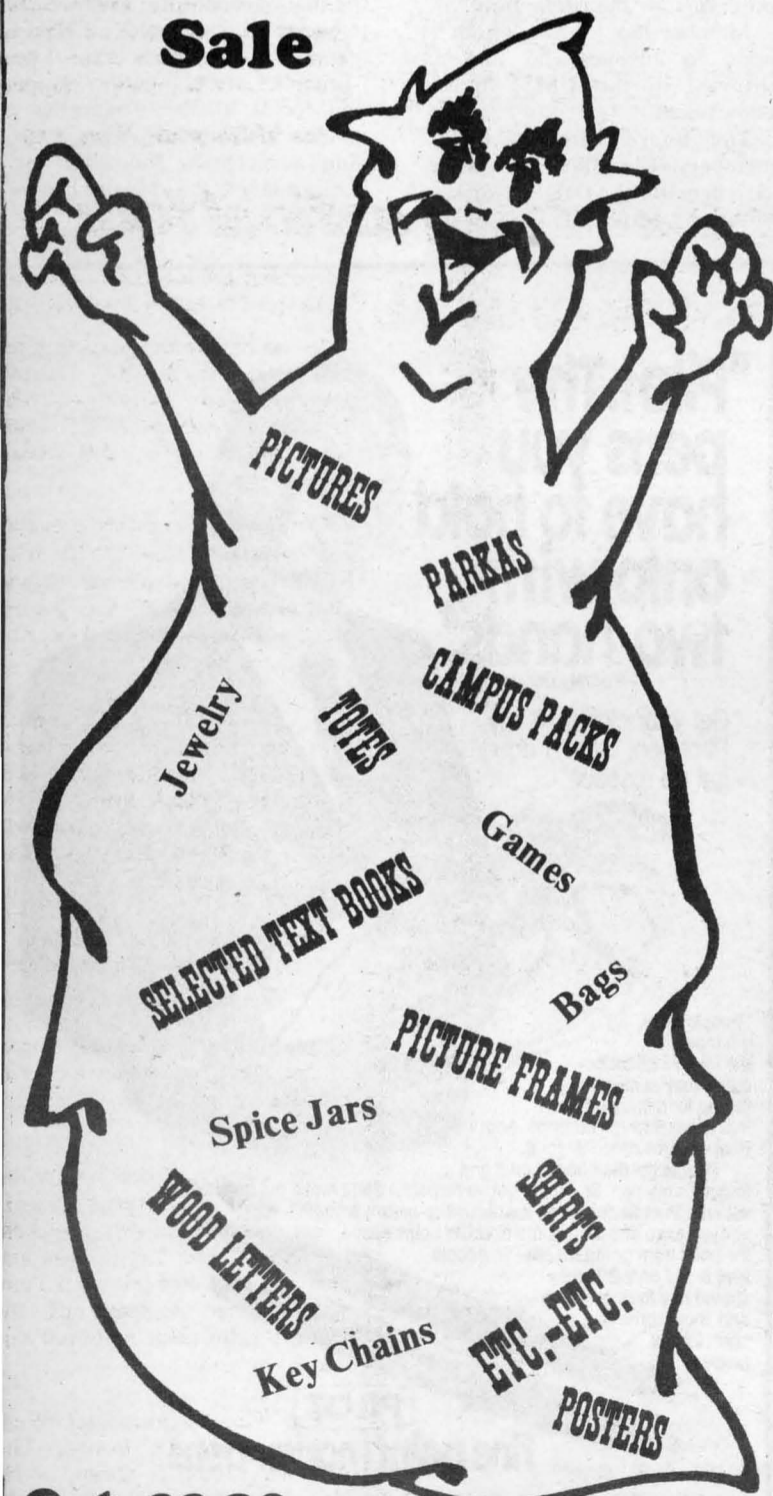 Sale
PICTURES
PARKAS
CAMPUS PACKS
Jewelry
TOTES
Games
SELECTED TEXT BOOKS
Bags
PICTURE FRAMES
Spice Jars
SHIRTS
WOOD LETTERS
ETC.-ETC.
Key Chains
POSTERS